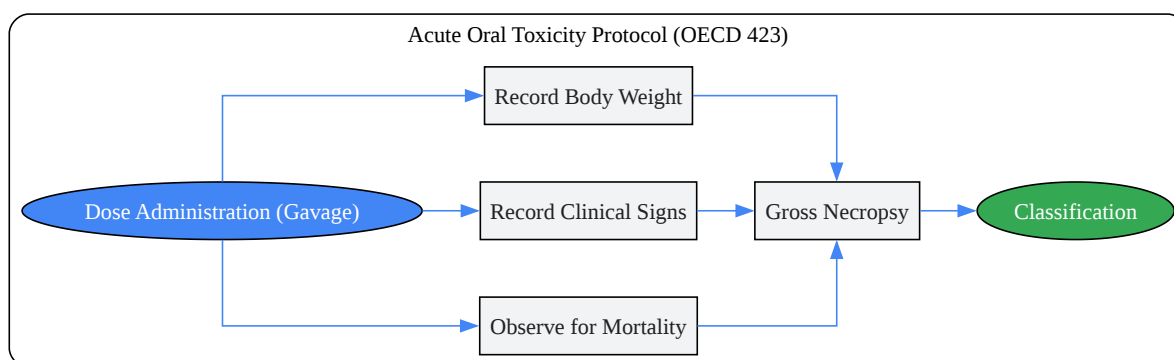 Acute Oral Toxicity Protocol (OECD 423)
Record Body Weight
Dose Administration (Gavage)
Record Clinical Signs
Gross Necropsy
Classification
Observe for Mortality